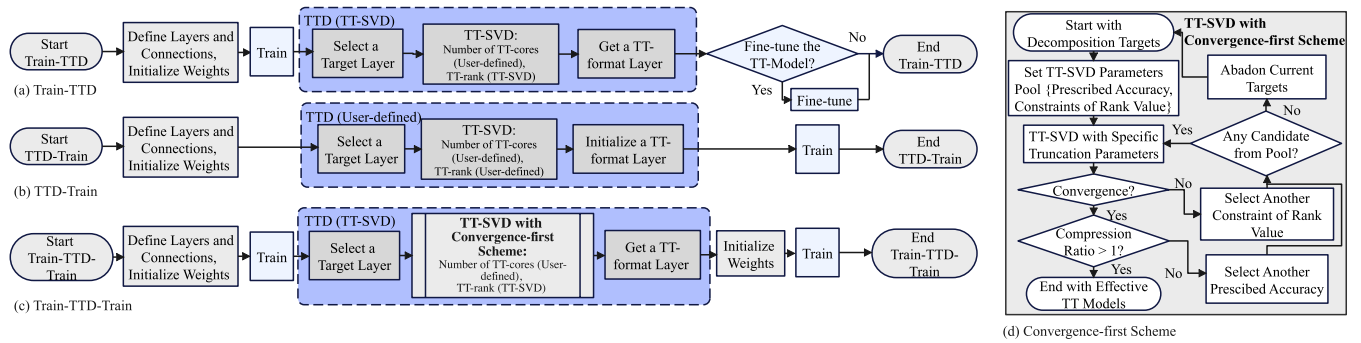 Start
Train-TTD
Define Layers and
Connections,
Initialize Weights
Train
TTD (TT-SVD)
Select a
Target Layer
TT-SVD:
Number of TT-cores
(User-defined),
TT-rank (TT-SVD)
Get a TT-
format Layer
Fine-tune the
TT-Model?
No
Yes
Fine-tune
End
Train-TTD
(a) Train-TTD
Start
TTD-Train
Define Layers and
Connections,
Initialize Weights
TTD (User-defined)
Select a
Target Layer
TT-SVD:
Number of TT-cores
(User-defined),
TT-rank (User-defined)
Initialize a TT-
format Layer
Train
End
TTD-Train
(b) TTD-Train
Start
Train-TTD-
Train
Define Layers and
Connections,
Initialize Weights
Train
TTD (TT-SVD)
Select a
Target Layer
TT-SVD with
Convergence-first
Scheme:
Number of TT-cores (User-
defined),
TT-rank (TT-SVD)
Get a TT-
format Layer
Initialize
Weights
Train
End
Train-TTD-
Train
(c) Train-TTD-Train
TT-SVD with
Convergence-first Scheme
Start with
Decomposition Targets
Set TT-SVD Parameters
Pool {Prescribed Accuracy,
Constraints of Rank Value}
TT-SVD with Specific
Truncation Parameters
Convergence?
No
Yes
Compression
Ratio > 1?
No
Yes
End with Effective
TT Models
Abadon Current
Targets
No
Yes
Any Candidate
from Pool?
Select Another
Constraint of Rank
Value
Select Another
Prescibed Accuracy
(d) Convergence-first Scheme